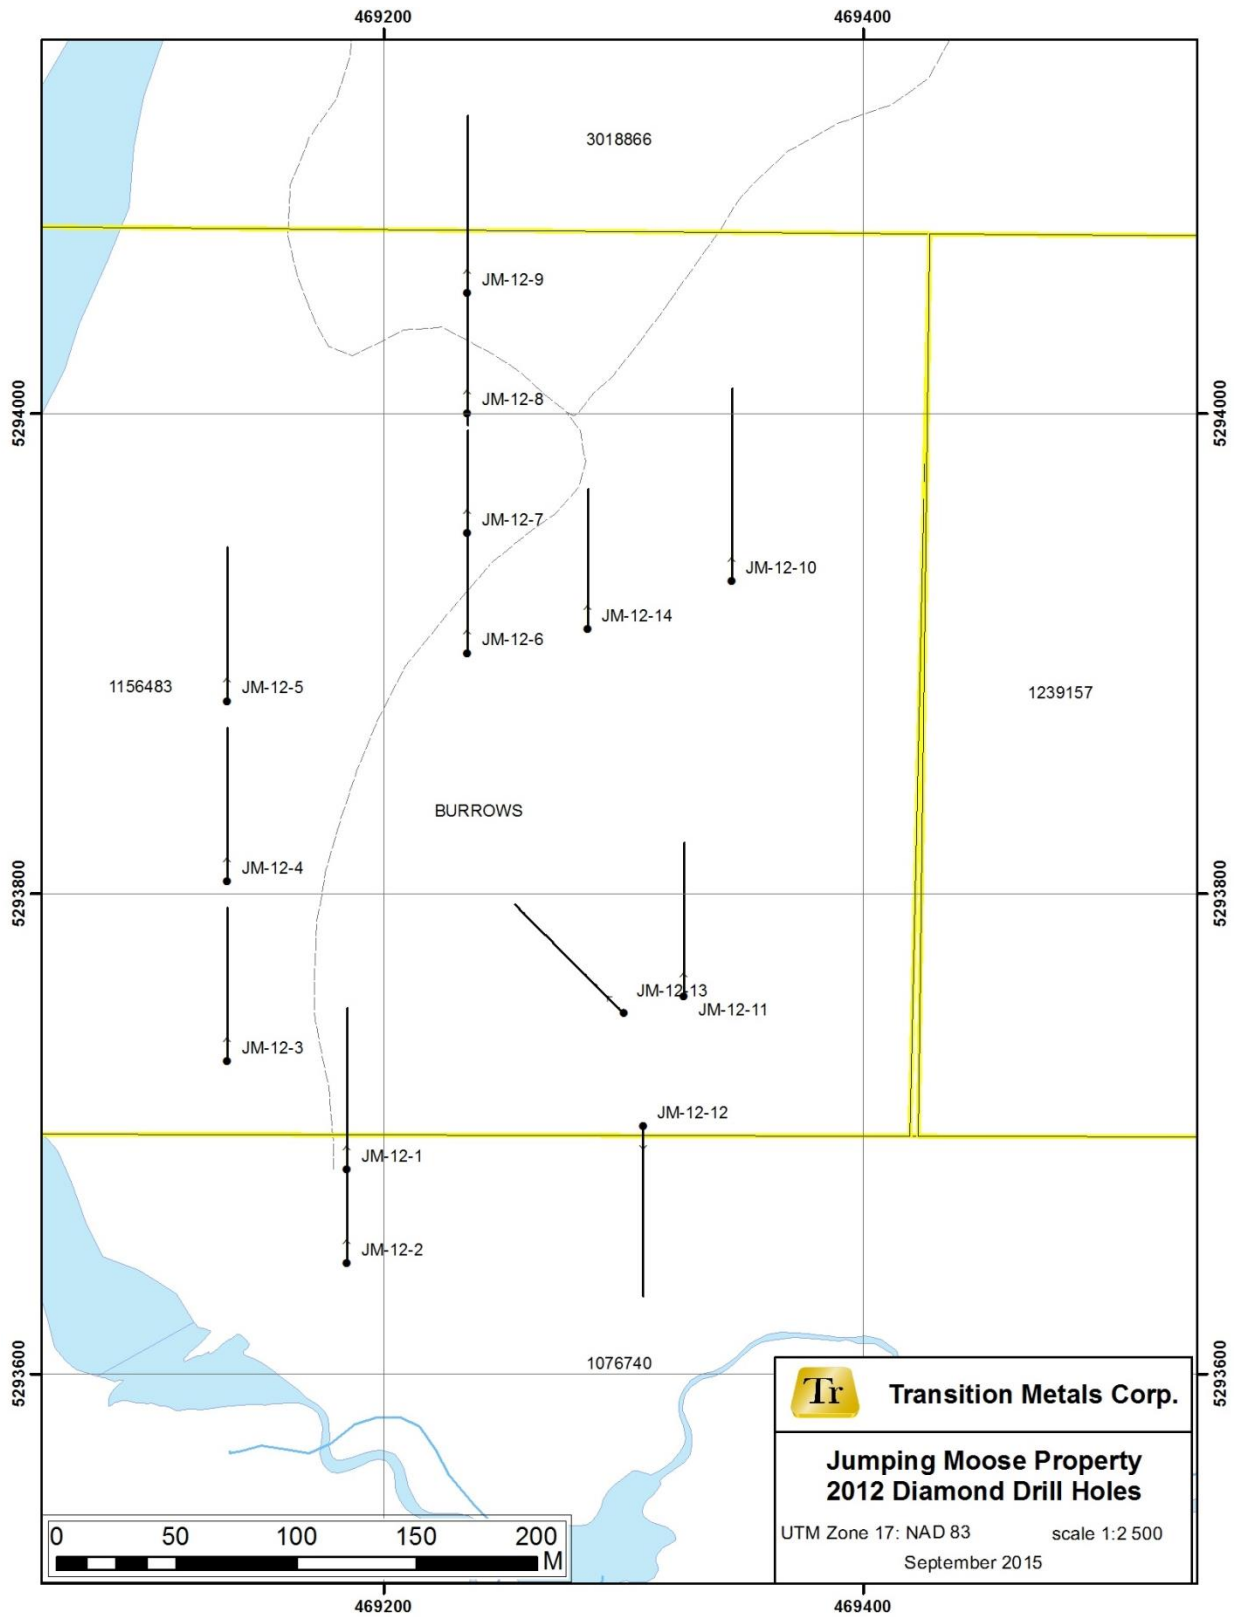 469200
469400
3018866
JM-12-9
5294000
JM-12-8
5294000
JM-12-7
JM-12-10
JM-12-14
JM-12-6
1156483
JM-12-5
1239157
BURROWS
JM-12-4
5293800
5293800
JM-12-13
JM-12-11
JM-12-3
JM-12-12
JM-12-1
JM-12-2
5293600
1076740
5293600
Tr
Transition Metals Corp.
Jumping Moose Property
2012 Diamond Drill Holes
UTM Zone 17: NAD 83 scale 1:2 500
September 2015
0 50 100 150 200
M
469200
469400